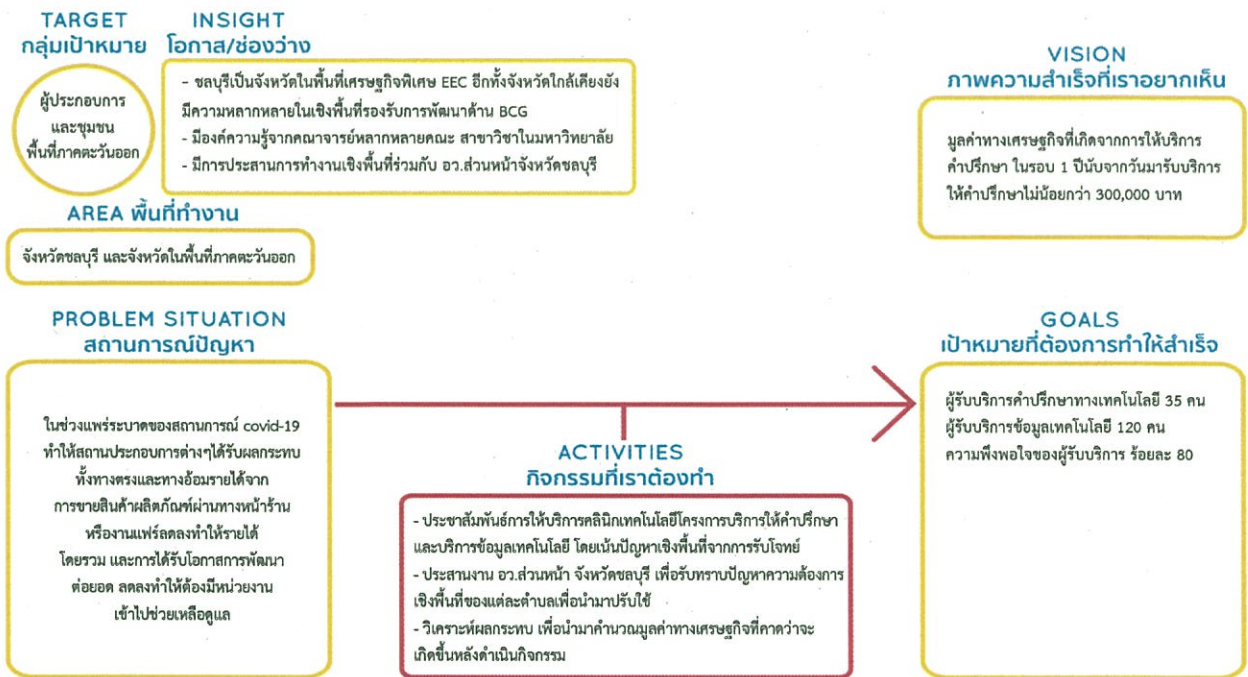 TARGET
กลุ่มเป้าหมาย
ผู้ประกอบการ
และชุมชน
พื้นที่ภาคตะวันออก
INSIGHT
โอกาส/ช่องว่าง
- ชลบุรีเป็นจังหวัดในพื้นที่เศรษฐกิจพิเศษ EEC อีกทั้งจังหวัดใกล้เคียงยัง
มีความหลากหลายในเชิงพื้นที่รองรับการพัฒนาด้าน BCG
- มีองค์ความรู้จากคณาจารย์หลากหลายคณะ สาขาวิชาในมหาวิทยาลัย
- มีการประสานการทำงานเชิงพื้นที่ร่วมกับ อว.ส่วนหน้าจังหวัดชลบุรี
VISION
ภาพความสำเร็จที่เราอยากเห็น
มูลค่าทางเศรษฐกิจที่เกิดจากการให้บริการ
คำปรึกษา ในรอบ 1 ปีนับจากวันมารับบริการ
ให้คำปรึกษาไม่น้อยกว่า 300,000 บาท
AREA พื้นที่ทำงาน
จังหวัดชลบุรี และจังหวัดในพื้นที่ภาคตะวันออก
PROBLEM SITUATION
สถานการณ์ปัญหา
ในช่วงแพร่ระบาดของสถานการณ์ covid-19
ทำให้สถานประกอบการต่างๆได้รับผลกระทบ
ทั้งทางตรงและทางอ้อมรายได้จาก
การขายสินค้าผลิตภัณฑ์ผ่านทางหน้าร้าน
หรืองานแฟร์ลดลงทำให้รายได้
โดยรวม และการได้รับโอกาสการพัฒนา
ต่อยอด ลดลงทำให้ต้องมีหน่วยงาน
เข้าไปช่วยเหลือดูแล
ACTIVITIES
กิจกรรมที่เราต้องทำ
- ประชาสัมพันธ์การให้บริการคลินิกเทคโนโลยีโครงการบริการให้คำปรึกษา
และบริการข้อมูลเทคโนโลยี โดยเน้นปัญหาเชิงพื้นที่จากการรับโจทย์
- ประสานงาน อว.ส่วนหน้า จังหวัดชลบุรี เพื่อรับทราบปัญหาความต้องการ
เชิงพื้นที่ของแต่ละตำบลเพื่อนำมาปรับใช้
- วิเคราะห์ผลกระทบ เพื่อนำมาคำนวณมูลค่าทางเศรษฐกิจที่คาดว่าจะ
เกิดขึ้นหลังดำเนินกิจกรรม
GOALS
เป้าหมายที่ต้องการทำให้สำเร็จ
ผู้รับบริการคำปรึกษาทางเทคโนโลยี 35 คน
ผู้รับบริการข้อมูลเทคโนโลยี 120 คน
ความพึงพอใจของผู้รับบริการ ร้อยละ 80